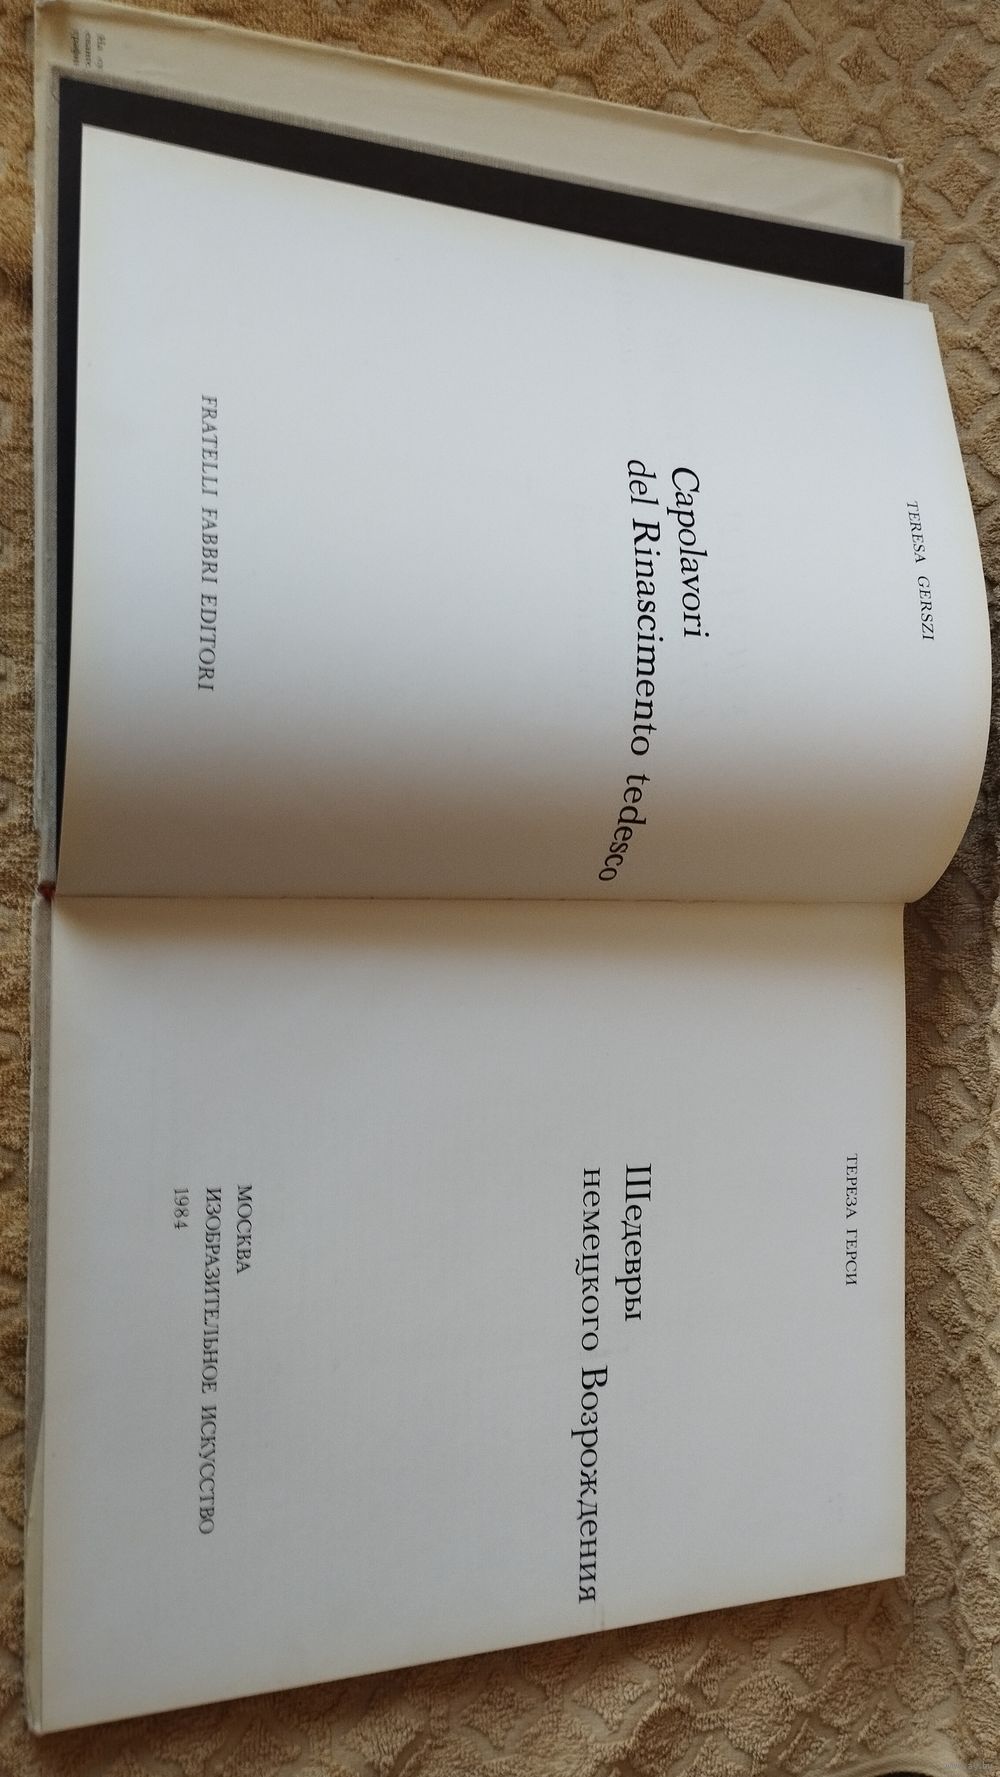 TERESA GERSZI
Capolavori
del Rinascimento tedesco
FRATELLI FABBRI EDITORI
ТЕРЕЗА ГЕРСИ
Шедевры
немецкого Возрождения
МОСКВА
ИЗОБРАЗИТЕЛЬНОЕ ИСКУССТВО
1984